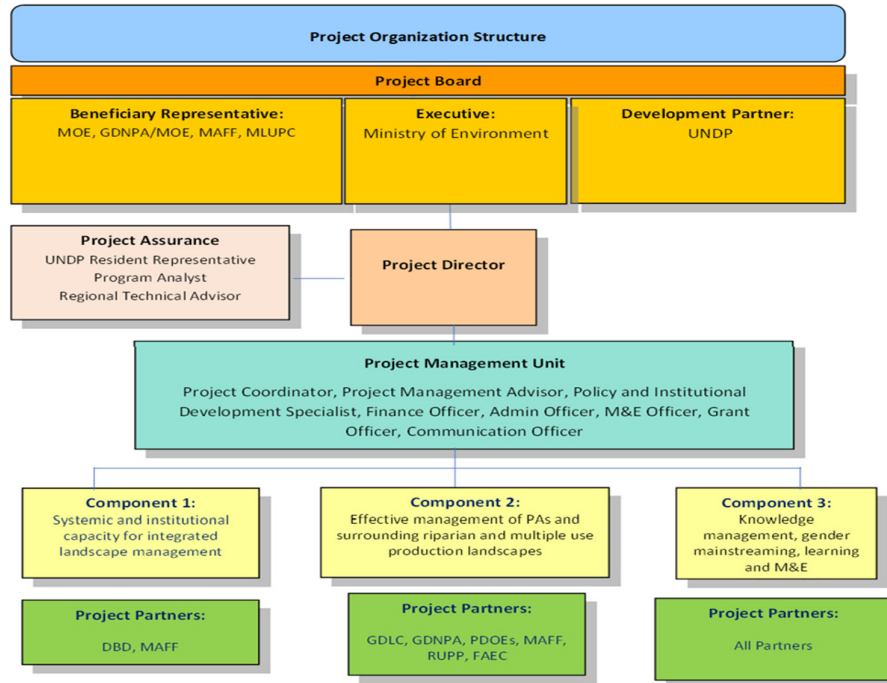 Project Organization Structure
Project Board
Beneficiary Representative:
MOE, GDNPA/MOE, MAFF, MLUPC
Executive:
Ministry of Environment
Development Partner:
UNDP
Project Assurance
UNDP Resident Representative
Program Analyst
Regional Technical Advisor
Project Director
Project Management Unit
Project Coordinator, Project Management Advisor, Policy and Institutional
Development Specialist, Finance Officer, Admin Officer, M&E Officer, Grant
Officer, Communication Officer
Component 1:
Systemic and institutional
capacity for integrated
landscape management
Component 2:
Effective management of PAs and
surrounding riparian and multiple use
production landscapes
Component 3:
Knowledge
management, gender
mainstreaming, learning
and M&E
Project Partners:
DBD, MAFF
Project Partners:
GDLC, GDNPA, PDOEs, MAFF,
RUPP, FAEC
Project Partners:
All Partners